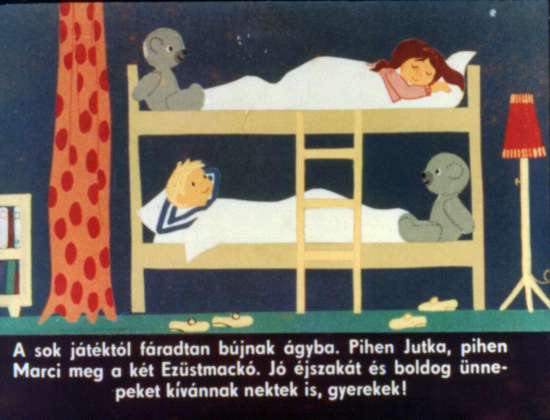 A sok játéktól fáradtan bújnak ágyba. Pihen Jutka, pihen
Marci meg a két Ezüstmackó. Jó éjszakát és boldog ünne-
peket kívánnak nektek is, gyerekek!